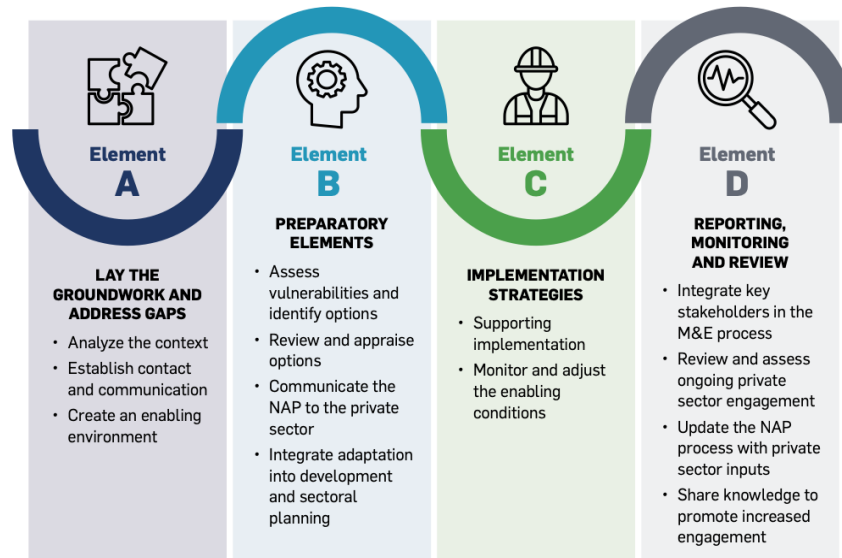 Element
A
LAY THE
GROUNDWORK AND
ADDRESS GAPS
• Analyze the context
• Establish contact
and communication
• Create an enabling
environment
Element
B
PREPARATORY
ELEMENTS
• Assess
vulnerabilities and
identify options
• Review and appraise
options
• Communicate the
NAP to the private
sector
• Integrate adaptation
into development
and sectoral
planning
Element
C
IMPLEMENTATION
STRATEGIES
• Supporting
implementation
• Monitor and adjust
the enabling
conditions
Element
D
REPORTING,
MONITORING
AND REVIEW
• Integrate key
stakeholders in the
M&E process
• Review and assess
ongoing private
sector engagement
• Update the NAP
process with private
sector inputs
• Share knowledge to
promote increased
engagement